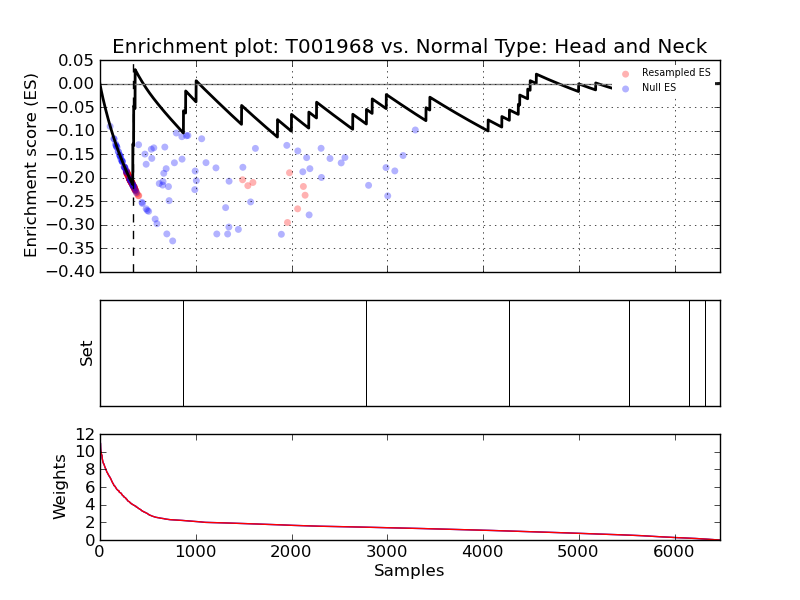 Enrichment plot: T001968 vs. Normal Type: Head and Neck
Enrichment score (ES)
0.05
0.00
−0.05
−0.10
−0.15
−0.20
−0.25
−0.30
−0.35
−0.40
Resampled ES
Null ES
Set
Weights
12
10
8
6
4
2
0
0 1000 2000 3000 4000 5000 6000
Samples